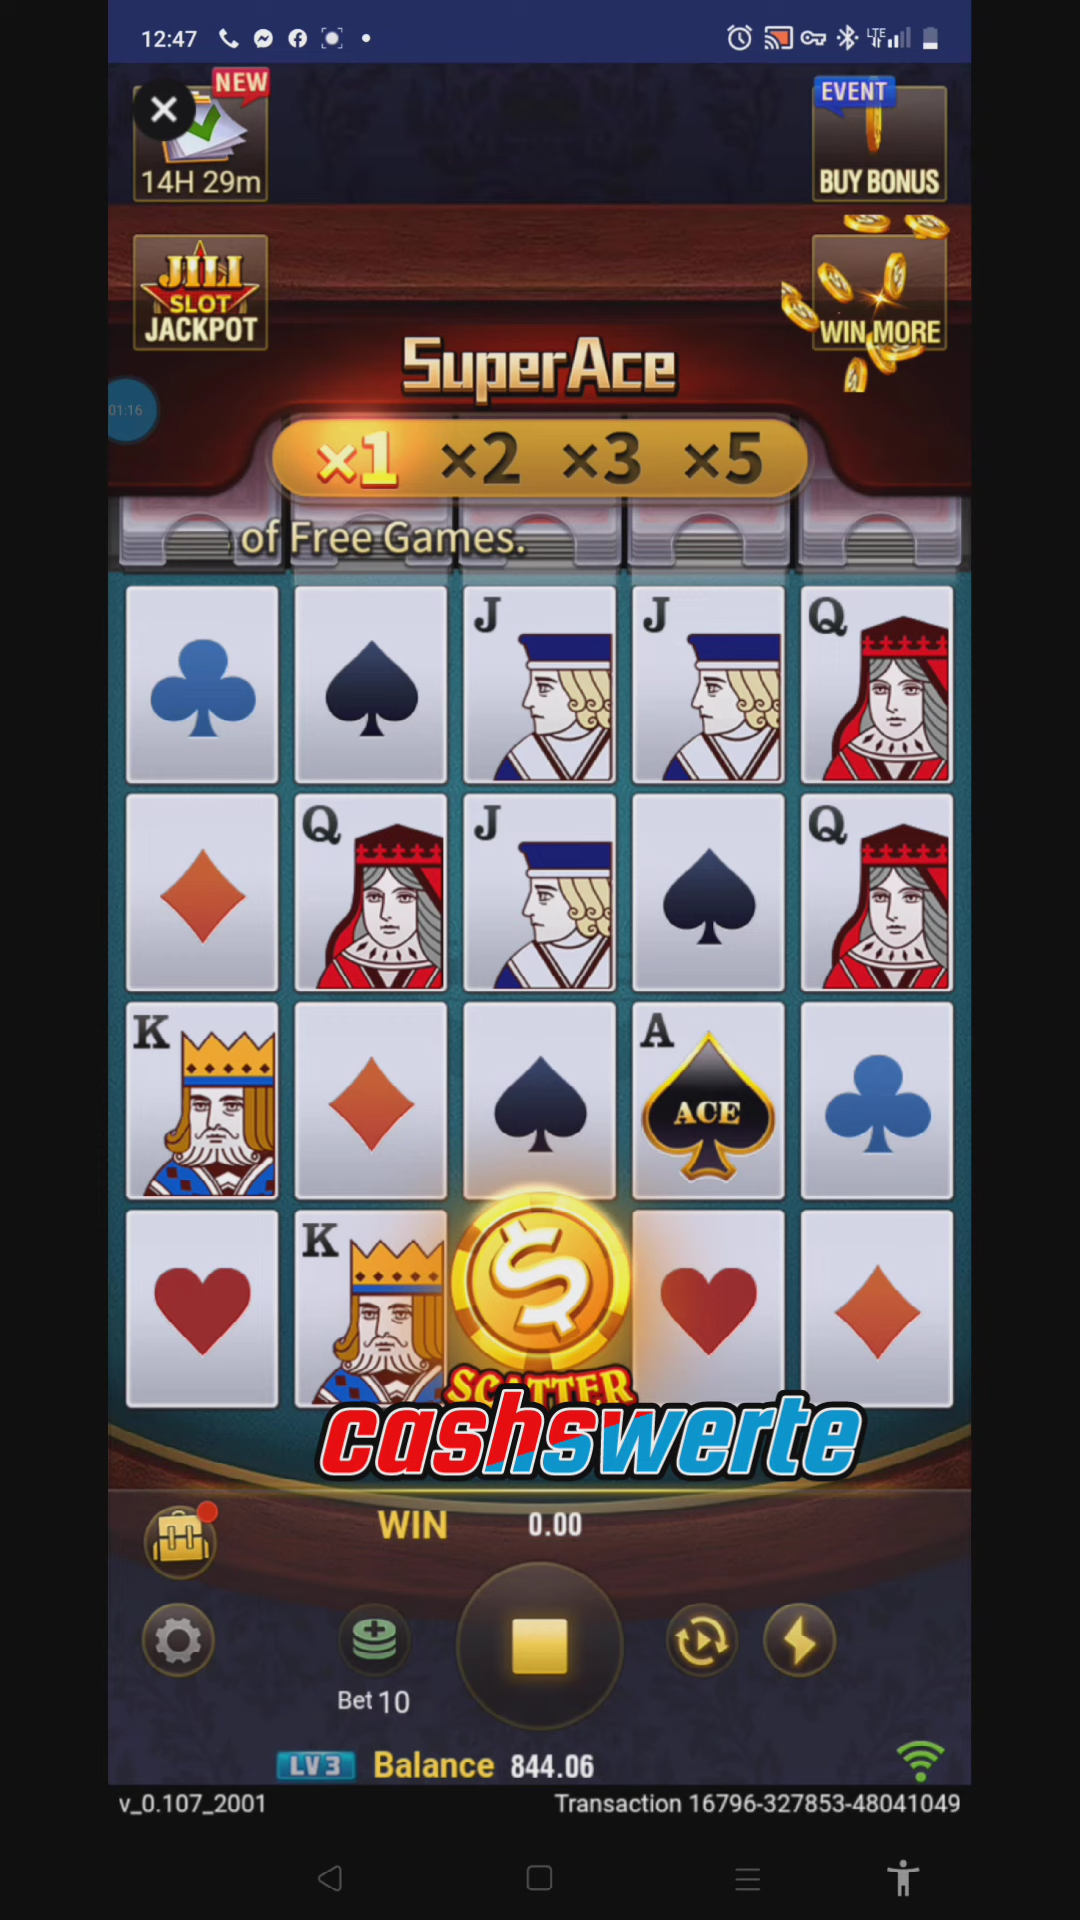 12:47
LTE
NEW
EVENT
14H 29m
BUY BONUS
JILI
SLOT
JACKPOT
WIN MORE
SuperAce
01:16
×1 ×2 ×3 ×5
of Free Games.
J J Q
Q J Q
K A
ACE
K
SCATTER
cashswerte
WIN 0.00
Bet 10
LV3 Balance 844.06
v_0.107_2001
Transaction 16796-327853-48041049